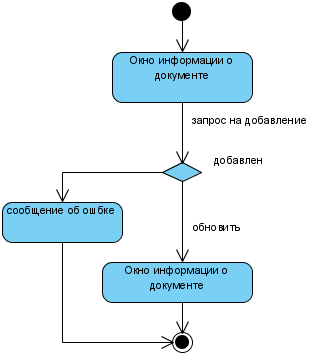 Окно информации о
документе
запрос на добавление
добавлен
сообщение об ошбке
обновить
Окно информации о
документе